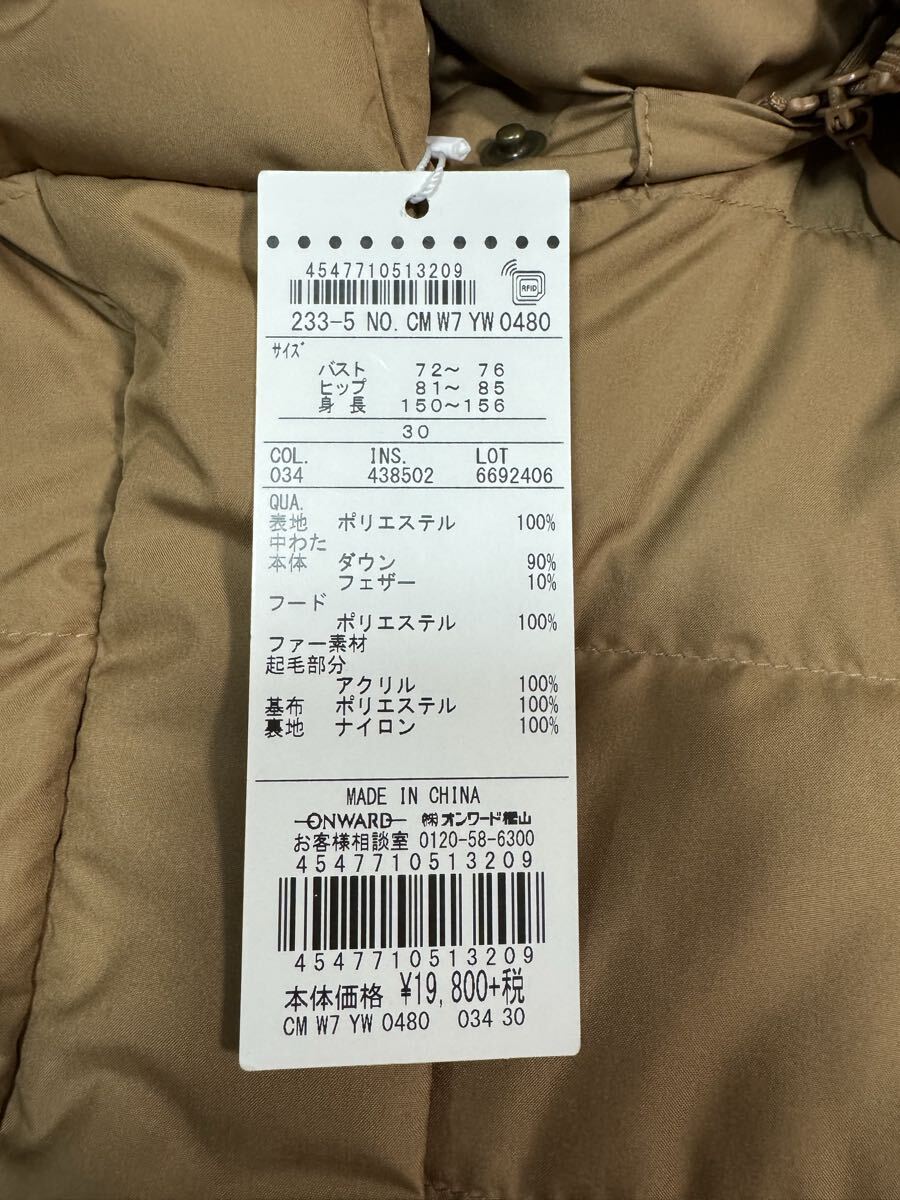 4547710513209
RFID
233-5 NO. CM W7 YW 0480
サイズ
バスト 72～ 76
ヒップ 81～ 85
身長 150～156
30
COL. INS. LOT
034 438502 6692406
QUA.
表地 ポリエステル 100%
中わた
本体 ダウン 90%
フェザー 10%
フード
ポリエステル 100%
ファー素材
起毛部分
アクリル 100%
基布 ポリエステル 100%
裏地 ナイロン 100%
MADE IN CHINA
ONWARD ㈱オンワード樫山
お客様相談室 0120-58-6300
4547710513209
4547710513209
本体価格 ¥19,800+税
CM W7 YW 0480 034 30